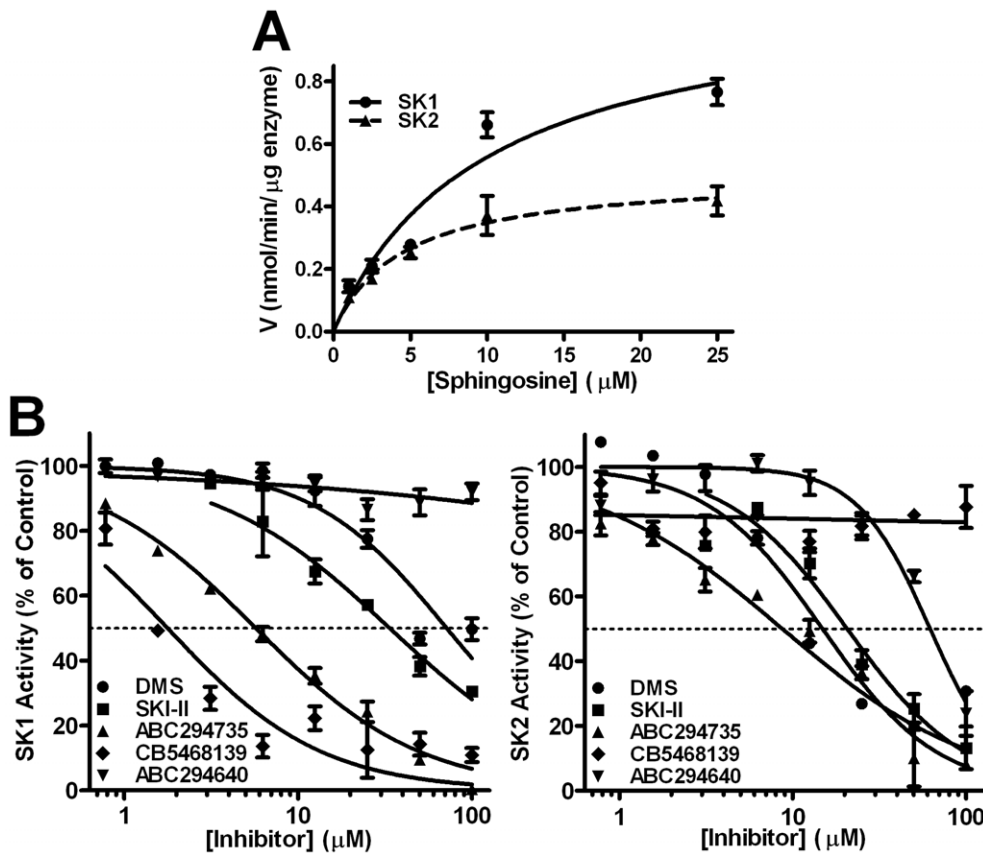 A
0.8
0.6
0.4
0.2
0.0
V (nmol/min/μg enzyme)
SK1
SK2
0 5 10 15 20 25
[Sphingosine] ( μM)
B
100
80
60
40
20
0
SK1 Activity (% of Control)
DMS
SKI-II
ABC294735
CB5468139
ABC294640
1 10 100
[Inhibitor] ( μM)
100
80
60
40
20
0
SK2 Activity (% of Control)
DMS
SKI-II
ABC294735
CB5468139
ABC294640
1 10 100
[Inhibitor] ( μM)